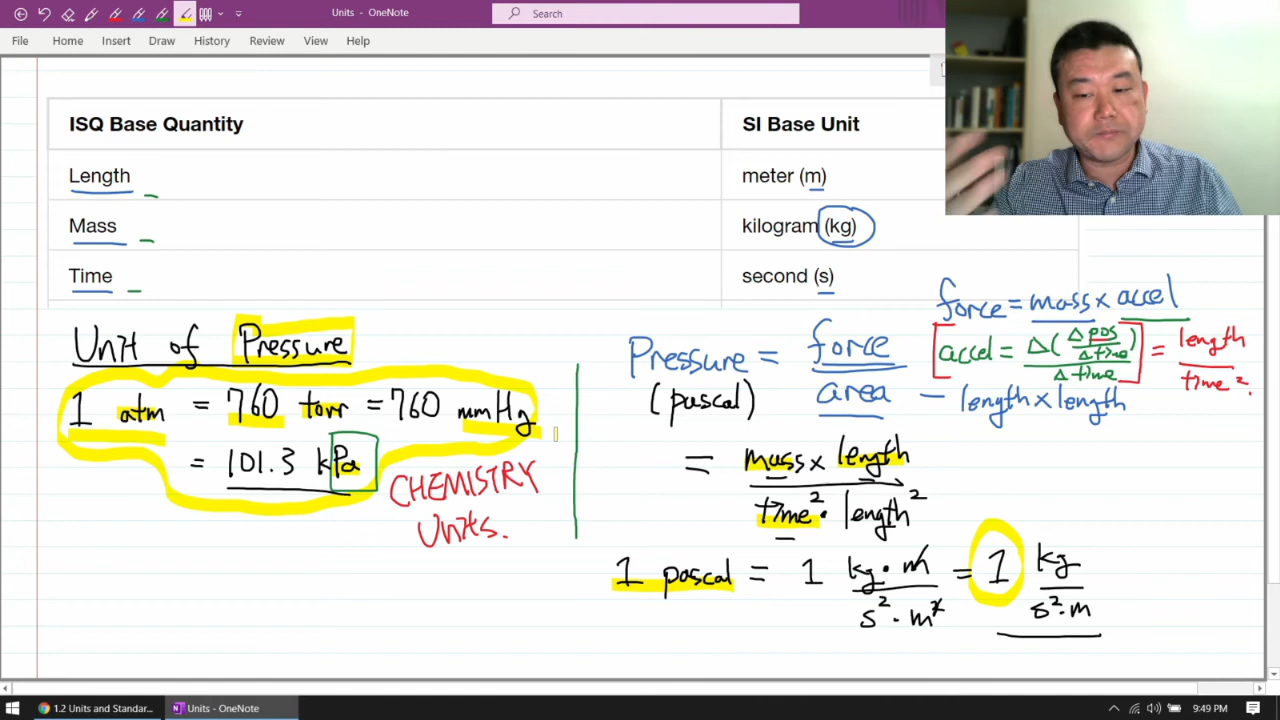 Units - OneNote
Search
File Home Insert Draw History Review View Help
ISQ Base Quantity SI Base Unit
Length meter (m)
Mass kilogram (kg)
Time second (s)
force = mass x accel
Unit of Pressure
Pressure = force / area
(pascal)
[accel = Δ(Δpos / Δtime) / Δtime] = length / time².
– length x length
1 atm = 760 torr = 760 mmHg
= 101.3 kPa
CHEMISTRY
Units.
= mass x length / time² · length²
1 pascal = 1 kg · m / s² · m² = 1 kg / s² · m
1.2 Units and Standar... Units - OneNote 9:49 PM